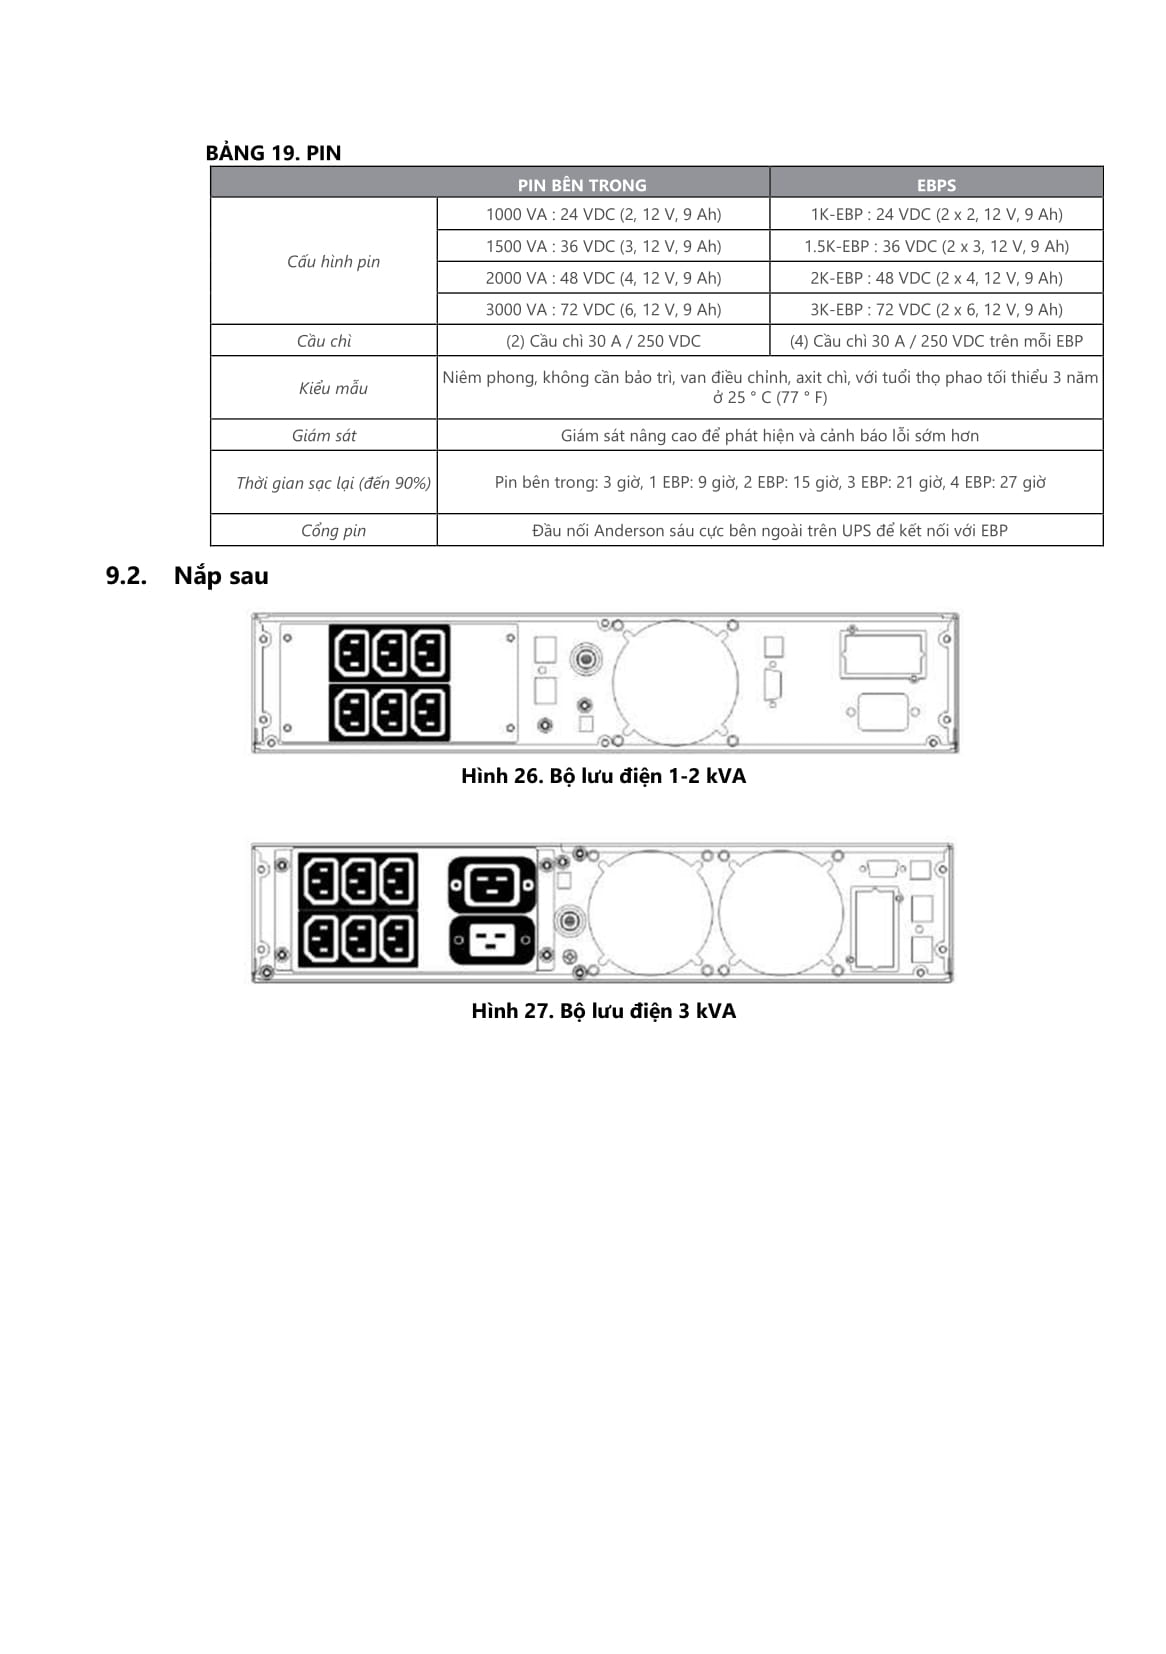 BẢNG 19. PIN
PIN BÊN TRONG EBPS
Cấu hình pin
1000 VA : 24 VDC (2, 12 V, 9 Ah) 1K-EBP : 24 VDC (2 x 2, 12 V, 9 Ah)
1500 VA : 36 VDC (3, 12 V, 9 Ah) 1.5K-EBP : 36 VDC (2 x 3, 12 V, 9 Ah)
2000 VA : 48 VDC (4, 12 V, 9 Ah) 2K-EBP : 48 VDC (2 x 4, 12 V, 9 Ah)
3000 VA : 72 VDC (6, 12 V, 9 Ah) 3K-EBP : 72 VDC (2 x 6, 12 V, 9 Ah)
Cầu chì (2) Cầu chì 30 A / 250 VDC (4) Cầu chì 30 A / 250 VDC trên mỗi EBP
Kiểu mẫu Niêm phong, không cần bảo trì, van điều chỉnh, axit chì, với tuổi thọ phao tối thiểu 3 năm
ở 25 ° C (77 ° F)
Giám sát Giám sát nâng cao để phát hiện và cảnh báo lỗi sớm hơn
Thời gian sạc lại (đến 90%) Pin bên trong: 3 giờ, 1 EBP: 9 giờ, 2 EBP: 15 giờ, 3 EBP: 21 giờ, 4 EBP: 27 giờ
Cổng pin Đầu nối Anderson sáu cực bên ngoài trên UPS để kết nối với EBP
9.2. Nắp sau
Hình 26. Bộ lưu điện 1-2 kVA
Hình 27. Bộ lưu điện 3 kVA